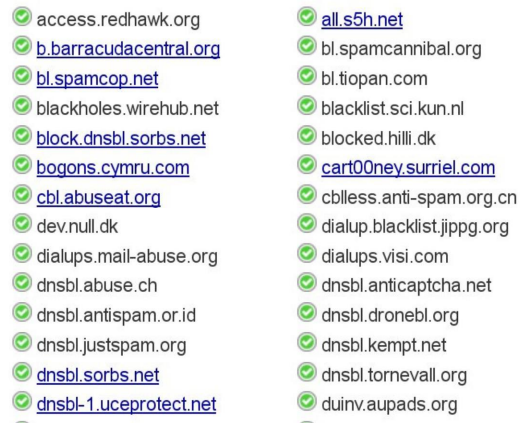 access.redhawk.org
all.s5h.net
b.barracudacentral.org
bl.spamcannibal.org
bl.spamcop.net
bl.tiopan.com
blackholes.wirehub.net
blacklist.sci.kun.nl
block.dnsbl.sorbs.net
blocked.hilli.dk
bogons.cymru.com
cart00ney.surriel.com
cbl.abuseat.org
cblless.anti-spam.org.cn
dev.null.dk
dialup.blacklist.jippg.org
dialups.mail-abuse.org
dialups.visi.com
dnsbl.abuse.ch
dnsbl.anticaptcha.net
dnsbl.antispam.or.id
dnsbl.dronebl.org
dnsbl.justspam.org
dnsbl.kempt.net
dnsbl.sorbs.net
dnsbl.tornevall.org
dnsbl-1.uceprotect.net
duinv.aupads.org